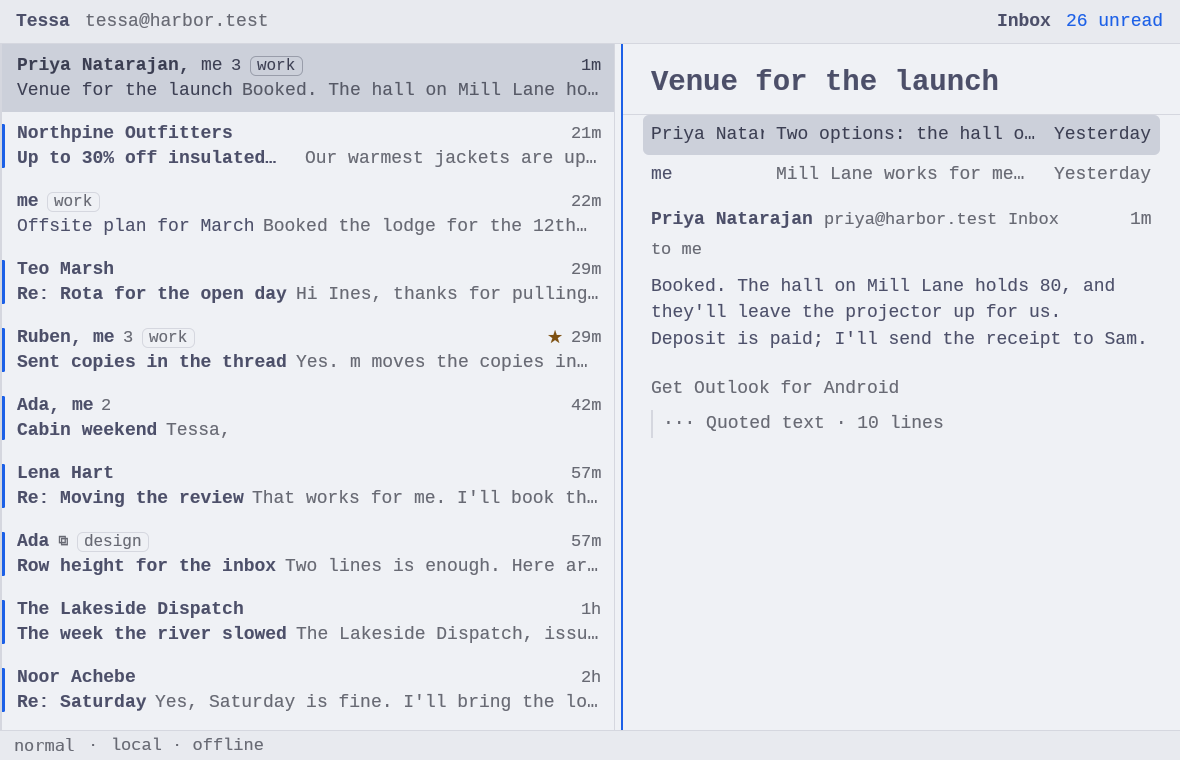 Tessa tessa@harbor.test Inbox 26 unread
Priya Natarajan, me 3 work 1m
Venue for the launch Booked. The hall on Mill Lane ho…
Northpine Outfitters 21m
Up to 30% off insulated… Our warmest jackets are up…
me work 22m
Offsite plan for March Booked the lodge for the 12th…
Teo Marsh 29m
Re: Rota for the open day Hi Ines, thanks for pulling…
Ruben, me 3 work ★ 29m
Sent copies in the thread Yes. m moves the copies in…
Ada, me 2 42m
Cabin weekend Tessa,
Lena Hart 57m
Re: Moving the review That works for me. I'll book th…
Ada design 57m
Row height for the inbox Two lines is enough. Here ar…
The Lakeside Dispatch 1h
The week the river slowed The Lakeside Dispatch, issu…
Noor Achebe 2h
Re: Saturday Yes, Saturday is fine. I'll bring the lo…
Venue for the launch
Priya Natar Two options: the hall o… Yesterday
me Mill Lane works for me… Yesterday
Priya Natarajan priya@harbor.test Inbox 1m
to me
Booked. The hall on Mill Lane holds 80, and
they'll leave the projector up for us.
Deposit is paid; I'll send the receipt to Sam.
Get Outlook for Android
··· Quoted text · 10 lines
normal · local · offline